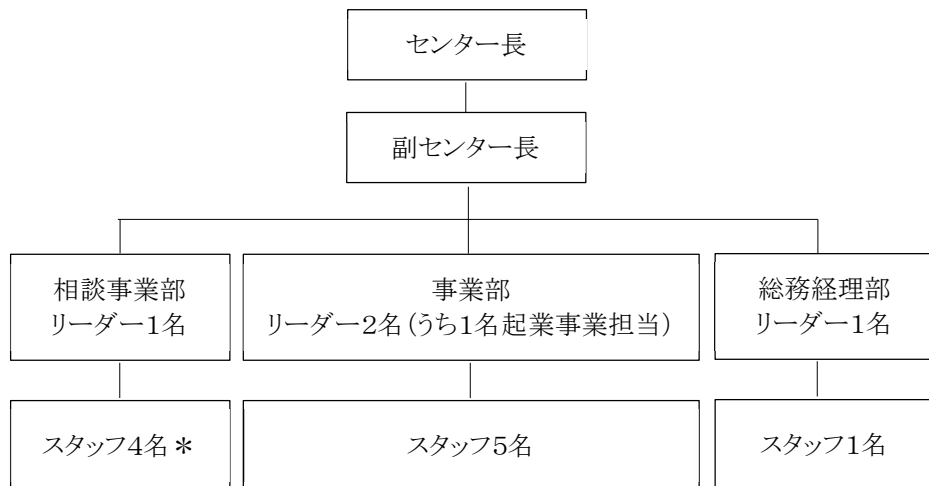 センター長
副センター長
相談事業部
リーダー1名
事業部
リーダー2名(うち1名起業事業担当)
総務経理部
リーダー1名
スタッフ4名＊
スタッフ5名
スタッフ1名